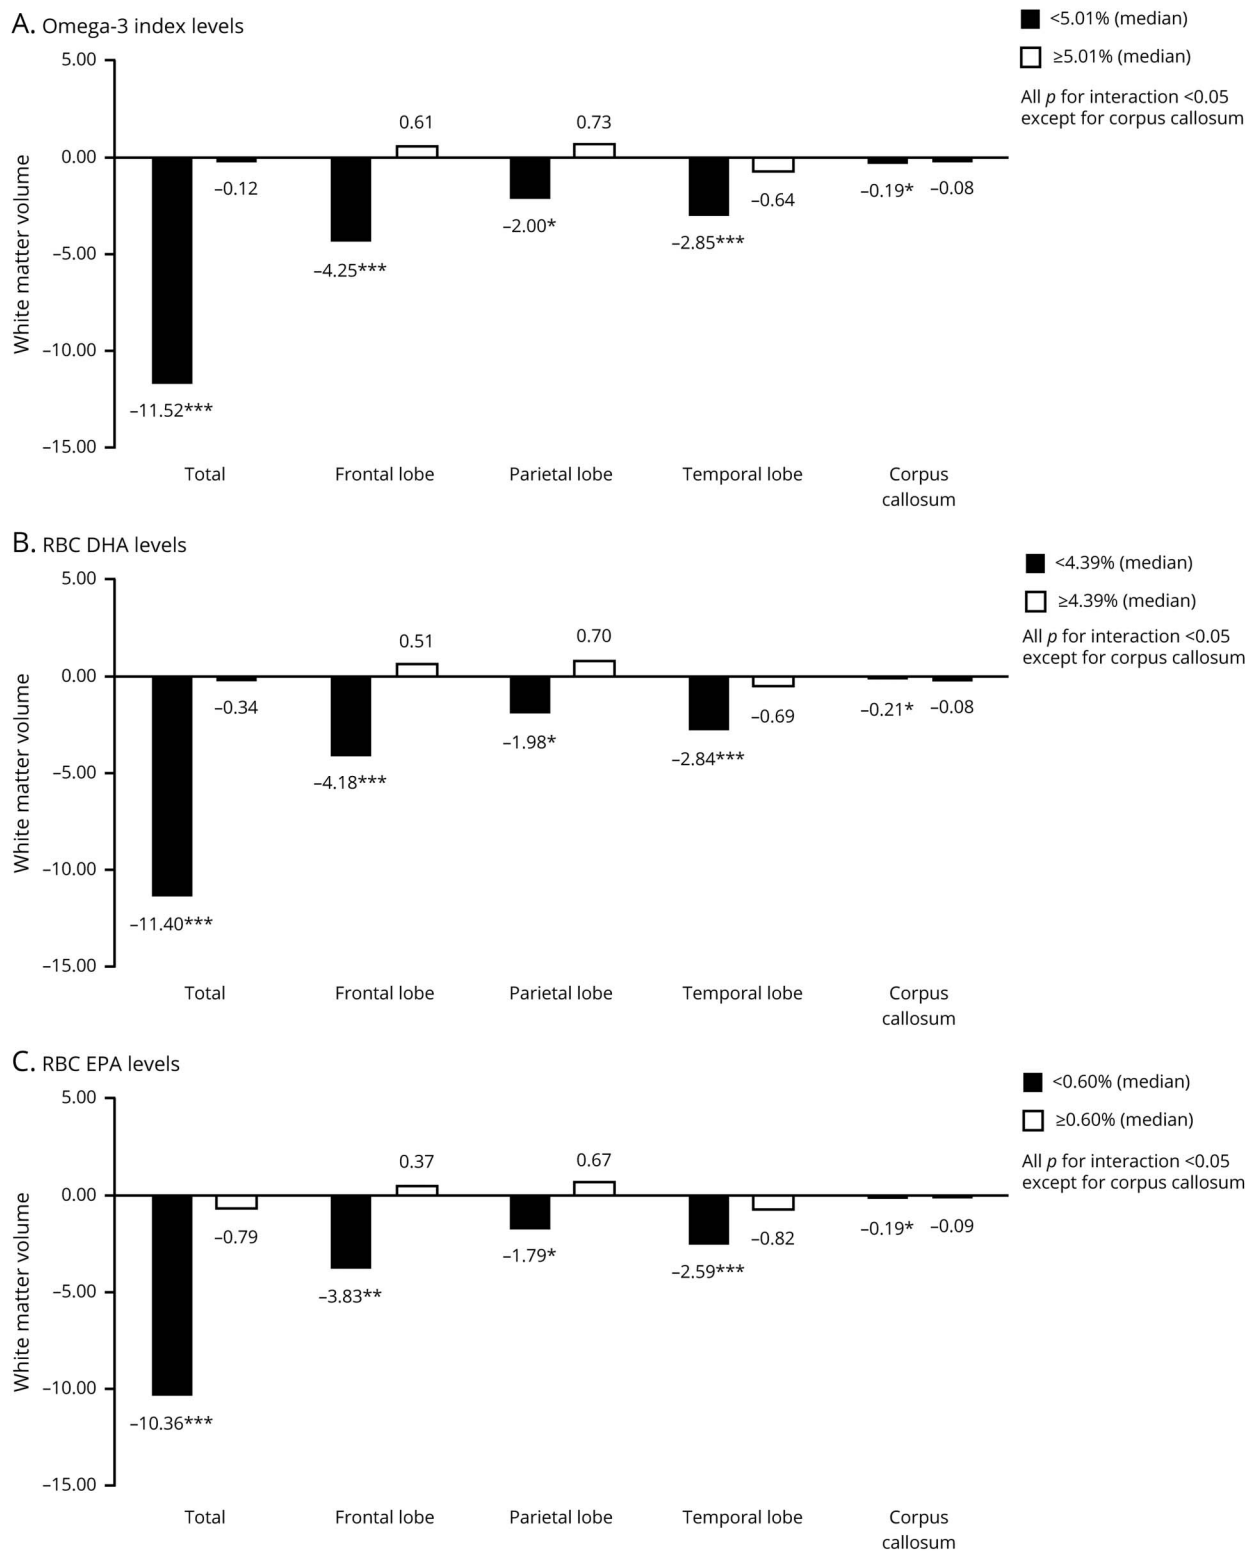 A. Omega-3 index levels
<5.01% (median)
≥5.01% (median)
All p for interaction <0.05
except for corpus callosum
White matter volume
5.00
0.00
–5.00
–10.00
–15.00
–11.52***
–0.12
–4.25***
0.61
–2.00*
0.73
–2.85***
–0.64
–0.19*
–0.08
Total
Frontal lobe
Parietal lobe
Temporal lobe
Corpus
callosum
B. RBC DHA levels
<4.39% (median)
≥4.39% (median)
All p for interaction <0.05
except for corpus callosum
White matter volume
5.00
0.00
–5.00
–10.00
–15.00
–11.40***
–0.34
–4.18***
0.51
–1.98*
0.70
–2.84***
–0.69
–0.21*
–0.08
Total
Frontal lobe
Parietal lobe
Temporal lobe
Corpus
callosum
C. RBC EPA levels
<0.60% (median)
≥0.60% (median)
All p for interaction <0.05
except for corpus callosum
White matter volume
5.00
0.00
–5.00
–10.00
–15.00
–10.36***
–0.79
–3.83**
0.37
–1.79*
0.67
–2.59***
–0.82
–0.19*
–0.09
Total
Frontal lobe
Parietal lobe
Temporal lobe
Corpus
callosum